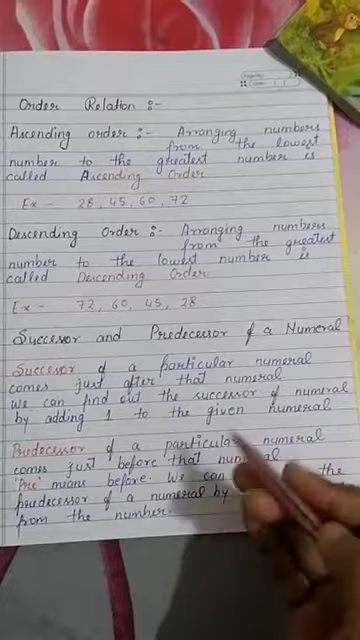 Order Relation :-
Ascending order :- Arranging numbers
from the lowest
number to the greatest number is
called Ascending Order
Ex - 28, 45, 60, 72
Descending Order :- Arranging numbers
from the greatest
number to the lowest number is
called Descending Order
Ex - 72, 60, 45, 28
Successor and Predecessor of a Numeral
Successor of a particular numeral
comes just after that numeral
We can find out the successor of numeral
by adding 1 to the given numeral
Predecessor of a particular numeral
comes just before that numeral
'Pre' means before. We can the
predecessor of a numeral by
from the number.